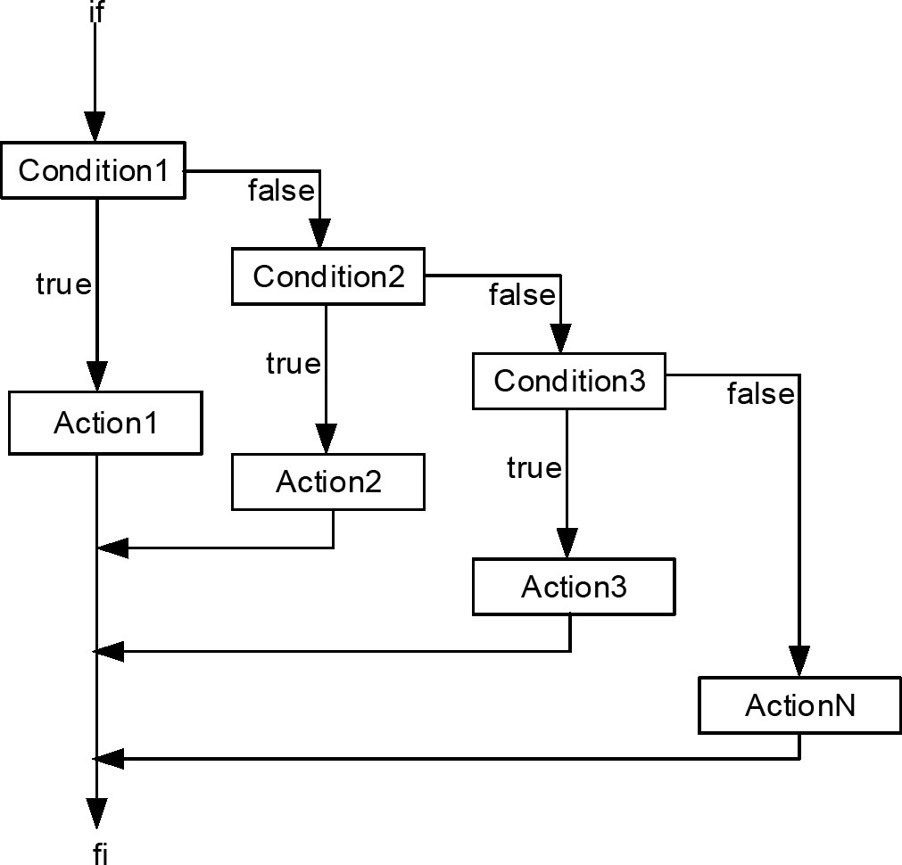 if
Condition1
false
Condition2
true
false
true
Condition3
false
Action1
true
Action2
Action3
ActionN
fi